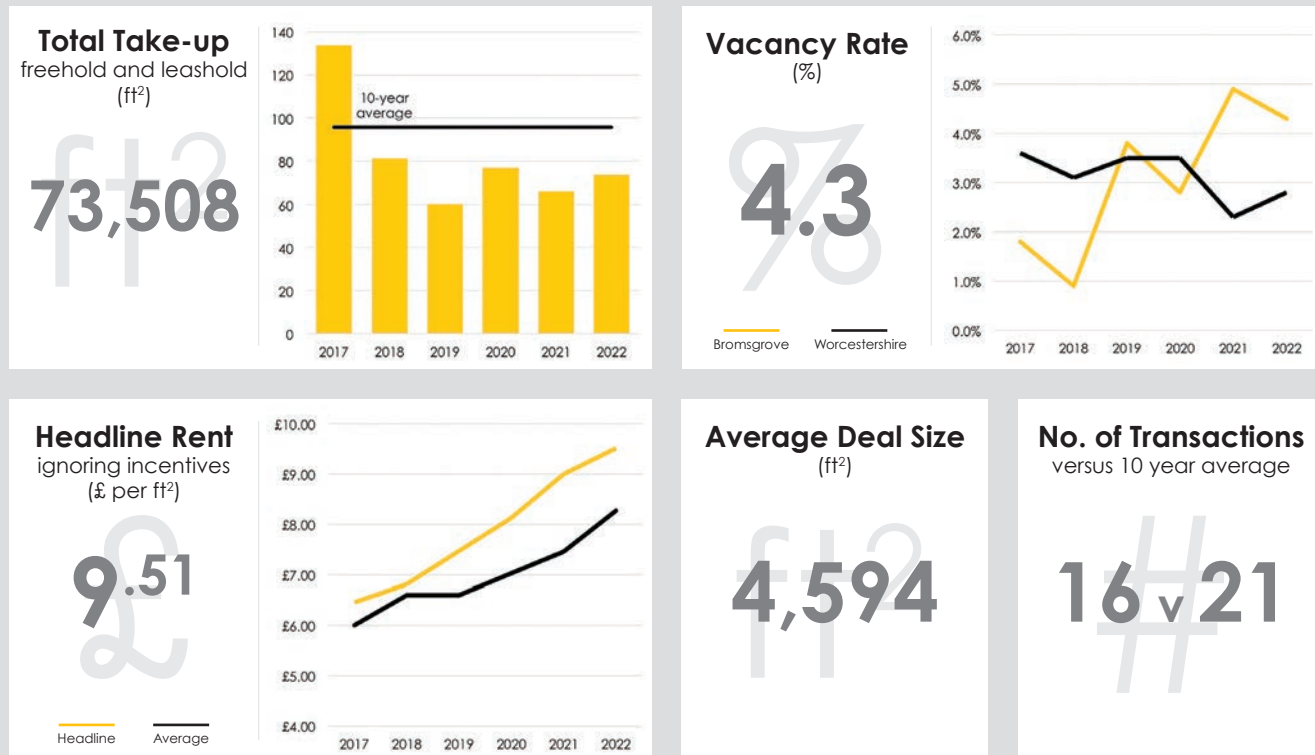 Total Take-up
freehold and leashold
(ft²)
ft²
73,508
140
120
100
80
60
40
20
0
10-year
average
2017 2018 2019 2020 2021 2022
Vacancy Rate
(%)
%
4.3
Bromsgrove Worcestershire
6.0%
5.0%
4.0%
3.0%
2.0%
1.0%
0.0%
2017 2018 2019 2020 2021 2022
Headline Rent
ignoring incentives
(£ per ft²)
£
9.51
Headline Average
£10.00
£9.00
£8.00
£7.00
£6.00
£5.00
£4.00
2017 2018 2019 2020 2021 2022
Average Deal Size
(ft²)
ft²
4,594
No. of Transactions
versus 10 year average
#
16 v 21